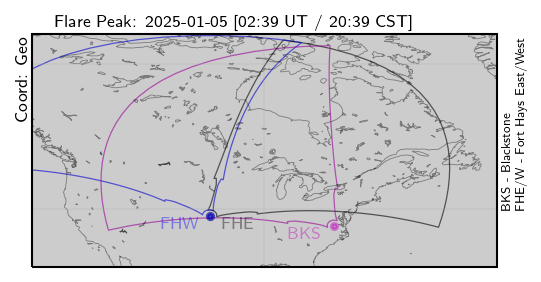 Flare Peak: 2025-01-05 [02:39 UT / 20:39 CST]
Coord: Geo
FHW
FHE
BKS
BKS - Blackstone
FHE/W - Fort Hays East/West